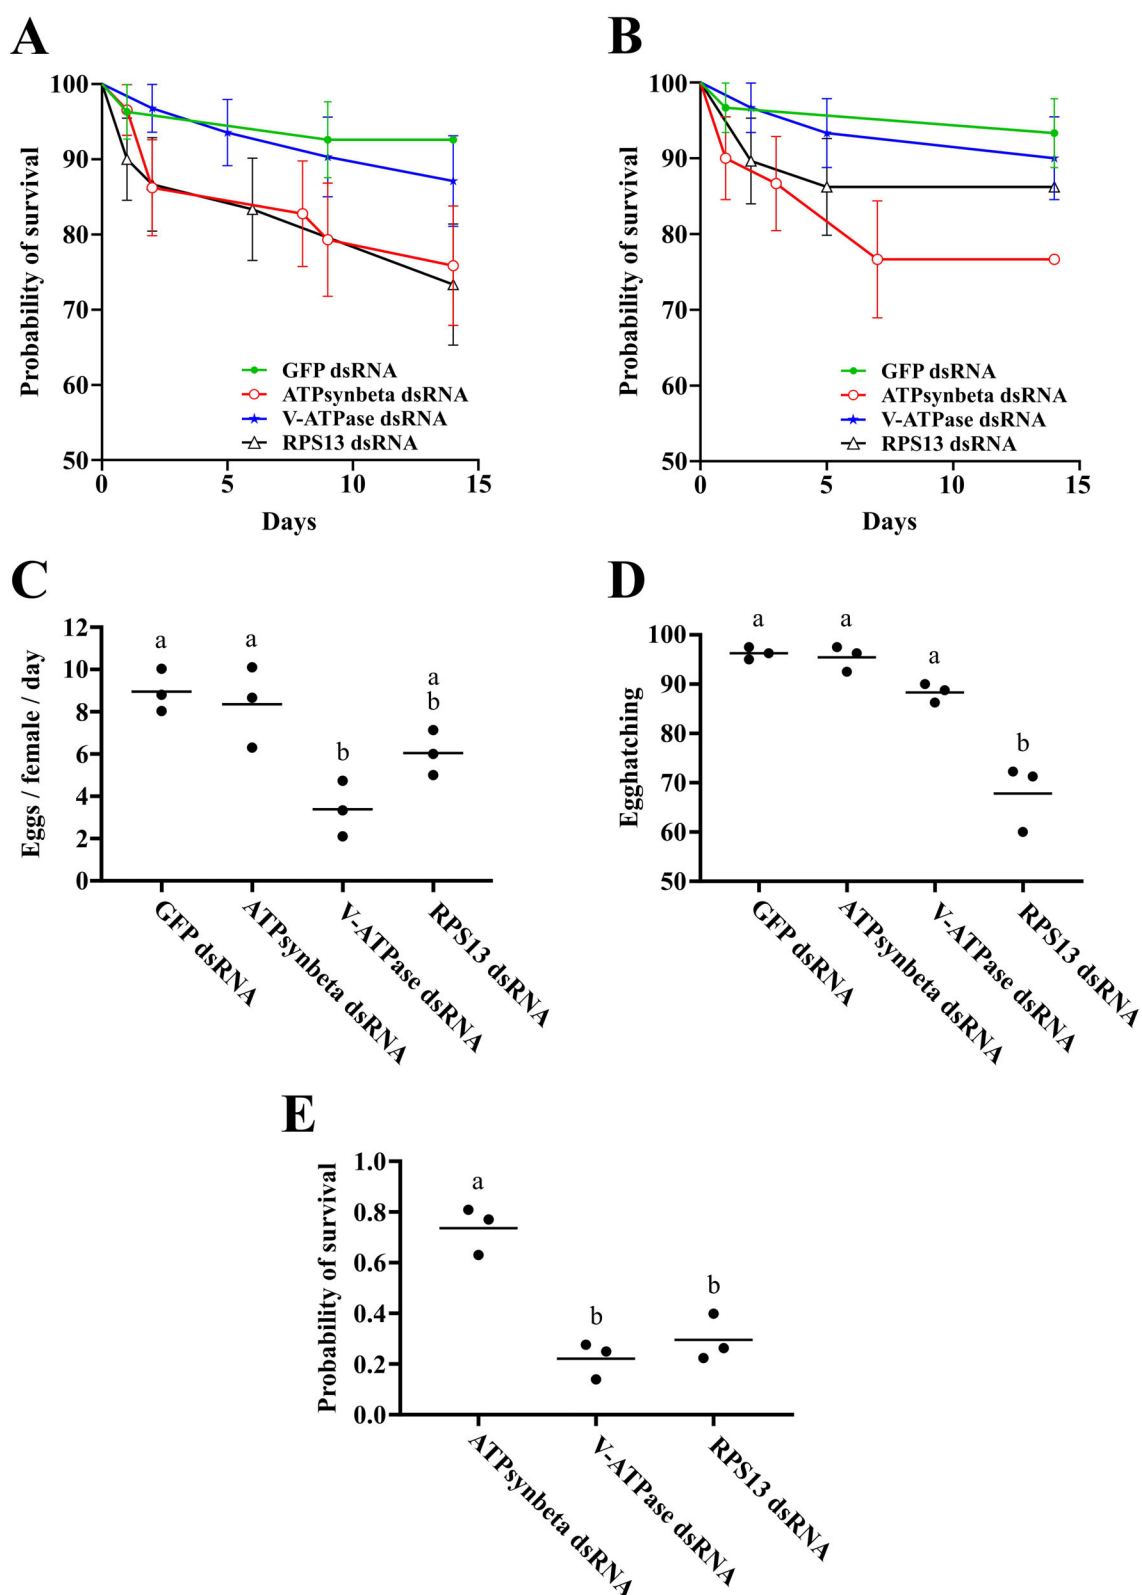 A
Probability of survival
100
90
80
70
60
50
0
5
10
15
Days
GFP dsRNA
ATPsynbeta dsRNA
V-ATPase dsRNA
RPS13 dsRNA
B
Probability of survival
100
90
80
70
60
50
0
5
10
15
Days
GFP dsRNA
ATPsynbeta dsRNA
V-ATPase dsRNA
RPS13 dsRNA
C
Eggs / female / day
12
10
8
6
4
2
0
a
a
b
a
b
GFP dsRNA
ATPsynbeta dsRNA
V-ATPase dsRNA
RPS13 dsRNA
D
Egghatching
100
90
80
70
60
50
a
a
a
b
GFP dsRNA
ATPsynbeta dsRNA
V-ATPase dsRNA
RPS13 dsRNA
E
Probability of survival
1.0
0.8
0.6
0.4
0.2
0.0
a
b
b
ATPsynbeta dsRNA
V-ATPase dsRNA
RPS13 dsRNA